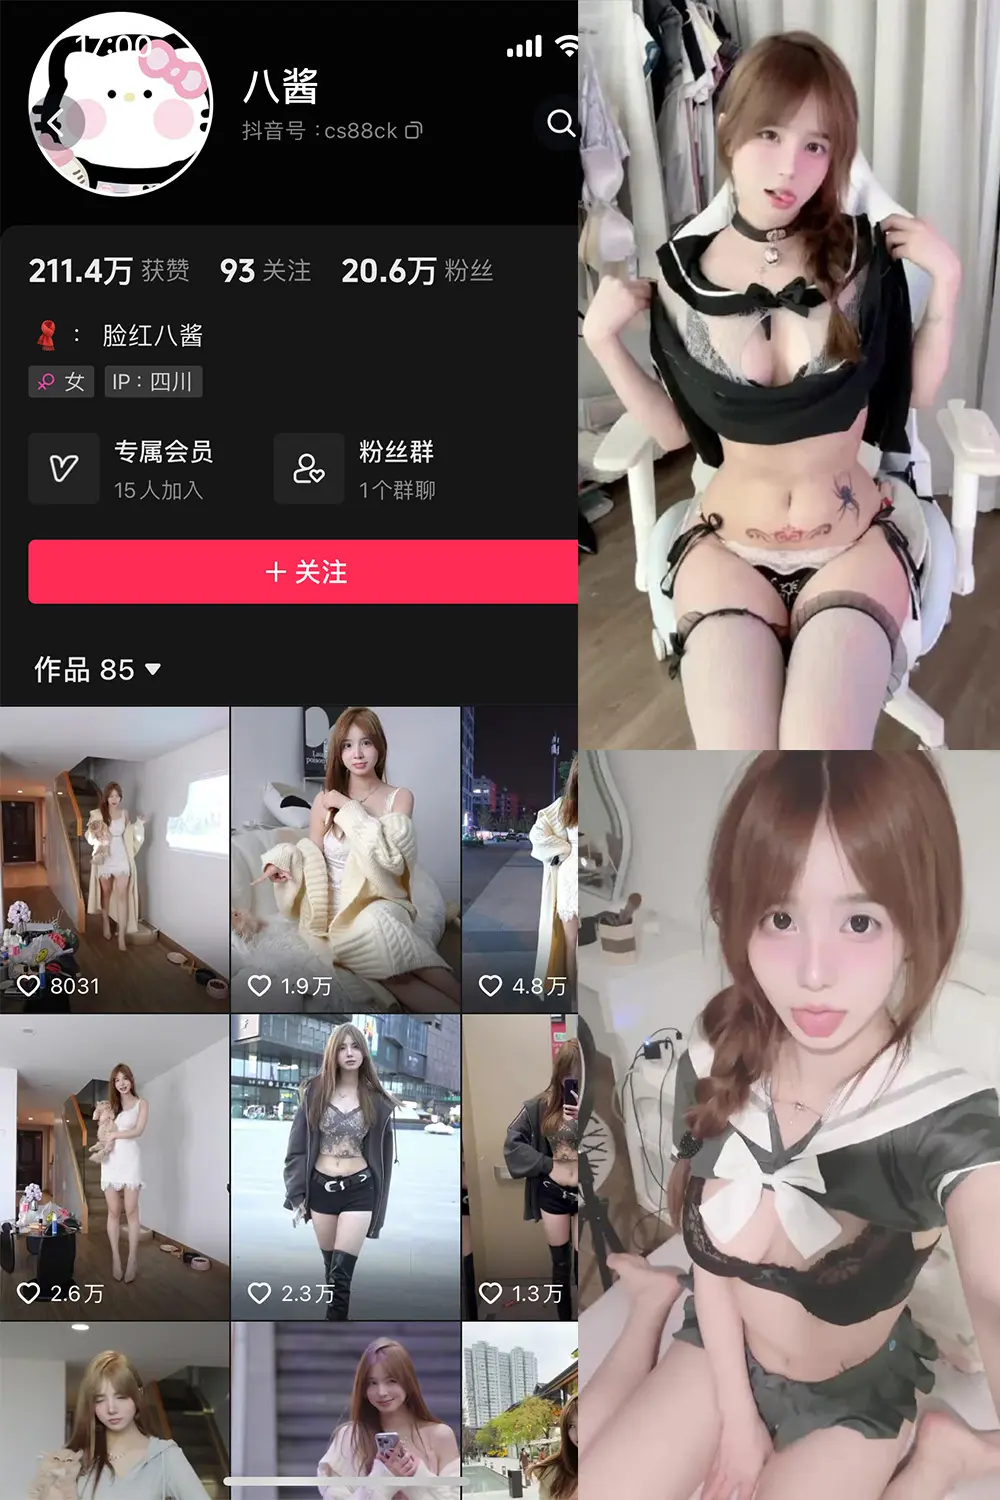 17:00
八酱
抖音号：cs88ck
211.4万 获赞 93 关注 20.6万 粉丝
： 脸红八酱
女 IP：四川
专属会员
15人加入
粉丝群
1个群聊
+ 关注
作品 85
8031
1.9万
4.8万
2.6万
2.3万
1.3万